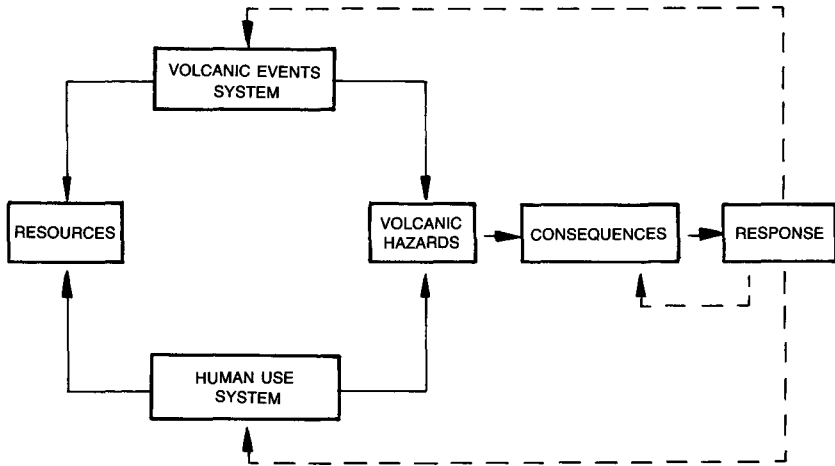 VOLCANIC EVENTS
SYSTEM
RESOURCES
VOLCANIC
HAZARDS
CONSEQUENCES
RESPONSE
HUMAN USE
SYSTEM